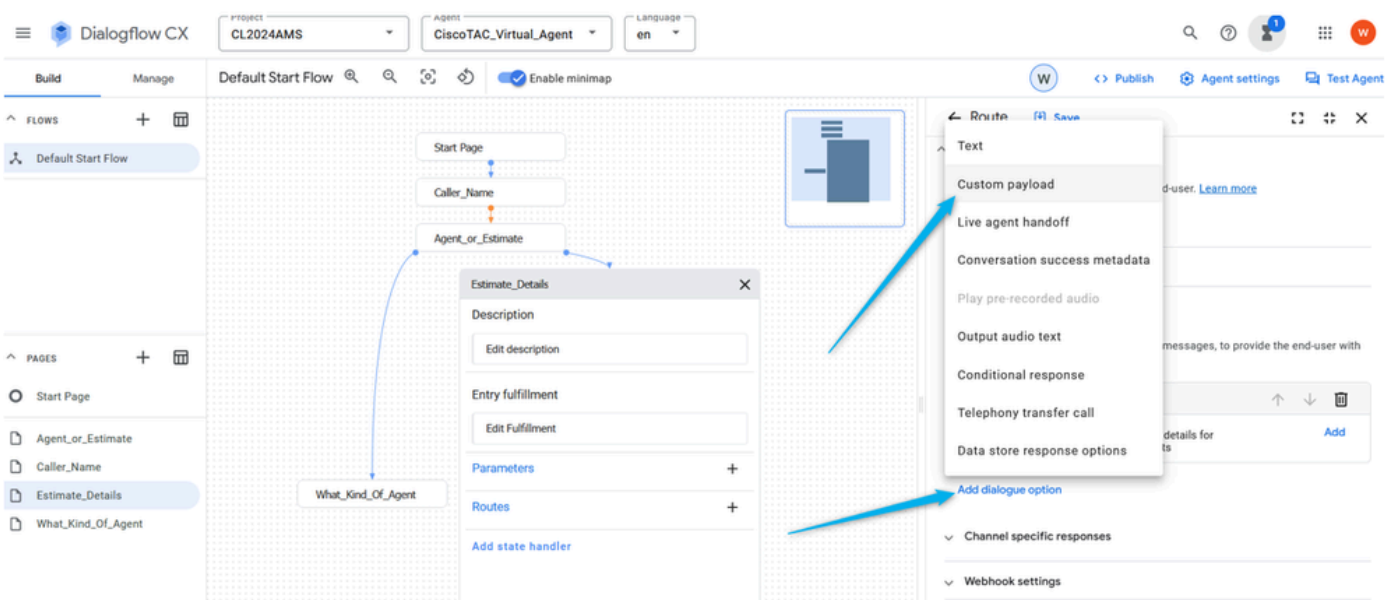 Project
Agent
Language
Dialogflow CX
CL2024AMS
CiscoTAC_Virtual_Agent
en
1
W
Build
Manage
Default Start Flow
Enable minimap
W
<> Publish
Agent settings
Test Agent
FLOWS
Default Start Flow
PAGES
Start Page
Agent_or_Estimate
Caller_Name
Estimate_Details
What_Kind_Of_Agent
Start Page
Caller_Name
Agent_or_Estimate
What_Kind_Of_Agent
Estimate_Details
Description
Edit description
Entry fulfillment
Edit Fulfillment
Parameters
Routes
Add state handler
Route
Save
Text
Custom payload
Live agent handoff
Conversation success metadata
Play pre-recorded audio
Output audio text
Conditional response
Telephony transfer call
Data store response options
d-user. Learn more
messages, to provide the end-user with
details for
ts
Add
Add dialogue option
Channel specific responses
Webhook settings